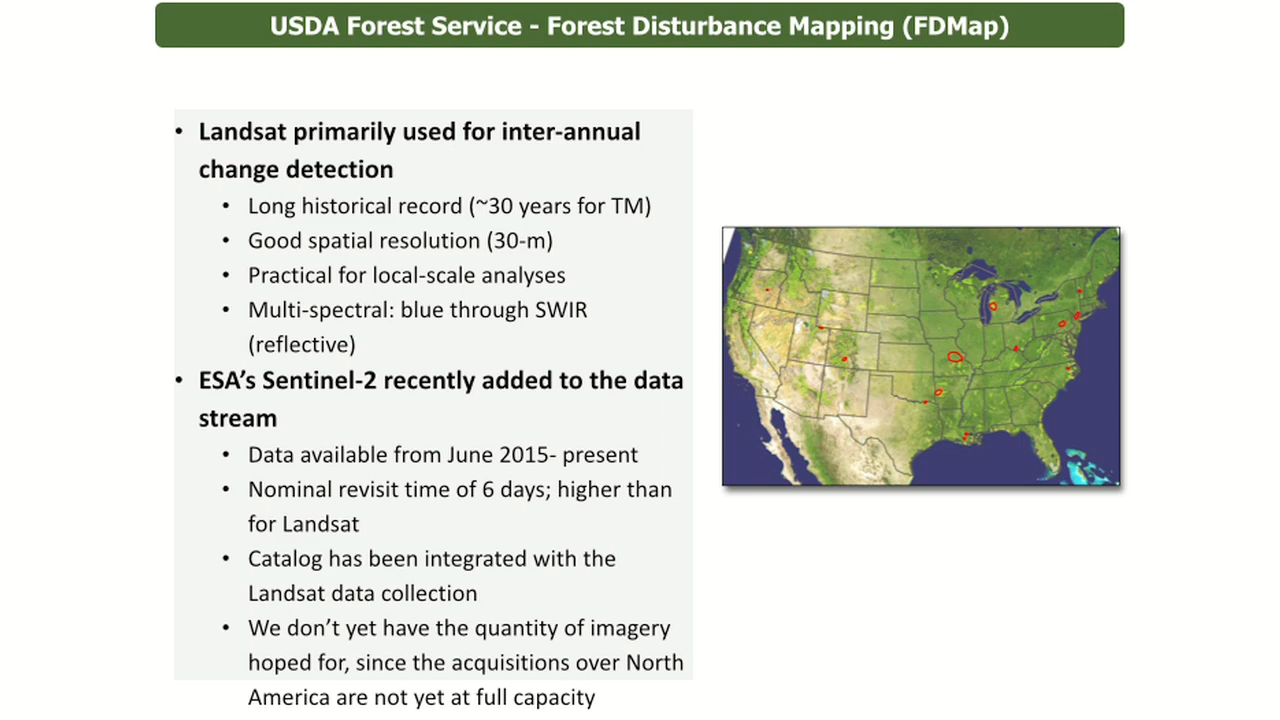 USDA Forest Service - Forest Disturbance Mapping (FDMap)
• Landsat primarily used for inter-annual
change detection
• Long historical record (~30 years for TM)
• Good spatial resolution (30-m)
• Practical for local-scale analyses
• Multi-spectral: blue through SWIR
(reflective)
• ESA’s Sentinel-2 recently added to the data
stream
• Data available from June 2015- present
• Nominal revisit time of 6 days; higher than
for Landsat
• Catalog has been integrated with the
Landsat data collection
• We don’t yet have the quantity of imagery
hoped for, since the acquisitions over North
America are not yet at full capacity